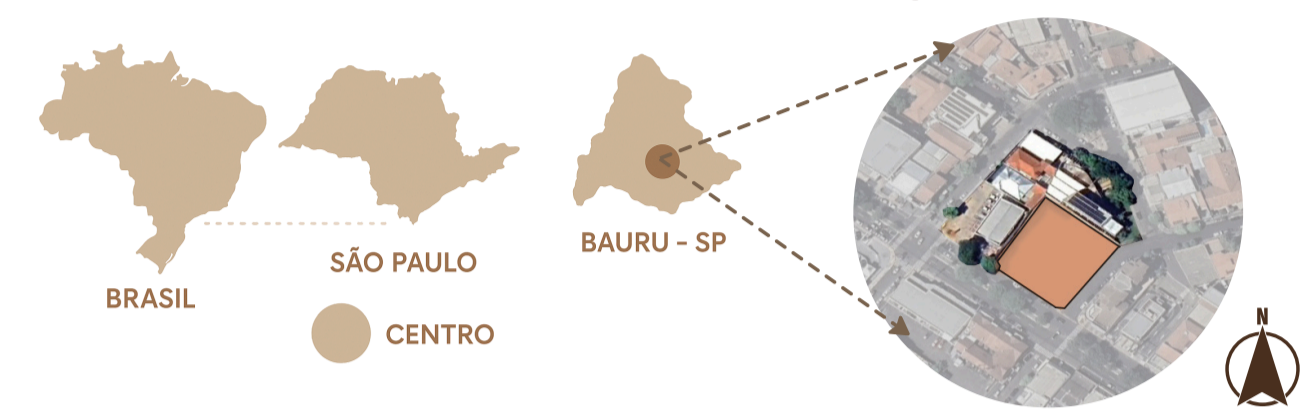 BRASIL
SÃO PAULO
CENTRO
BAURU - SP
N